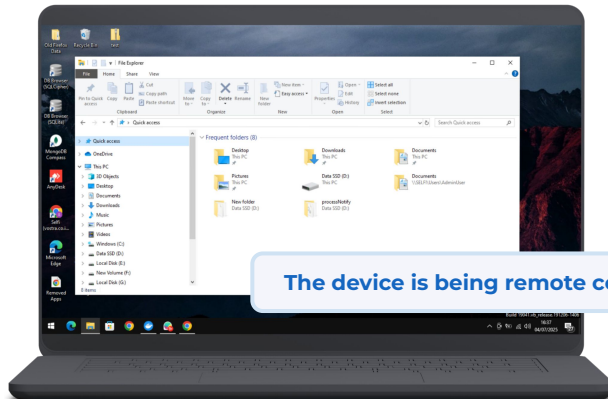 Old Firefox
Data
Recycle Bin
test
DB Browser
(SQLCipher)
DB Browser
(SQLite)
MongoDB
Compass
AnyDesk
Microsoft
Edge
Removed
Apps
File Explorer
File Home Share View
Pin to Quick
access
Copy
Paste
Cut
Copy path
Paste shortcut
Move
to
Copy
to
Delete
Rename
New
folder
New item
Easy access
Properties
Open
Edit
History
Select all
Select none
Invert selection
Clipboard
Organize
New
Open
Select
Quick access
Search Quick access
Quick access
OneDrive
This PC
3D Objects
Desktop
Documents
Downloads
Music
Pictures
Videos
Windows (C:)
Data SSD (D:)
Local Disk (E:)
New Volume (F:)
Local Disk (G:)
8 items
Frequent folders (8)
Desktop
This PC
Downloads
This PC
Documents
This PC
Pictures
This PC
Data SSD (D:)
This PC
Documents
New folder
Data SSD (D:)
processNotify
Data SSD (D:)
The device is being remote co
16:37
04/07/2025